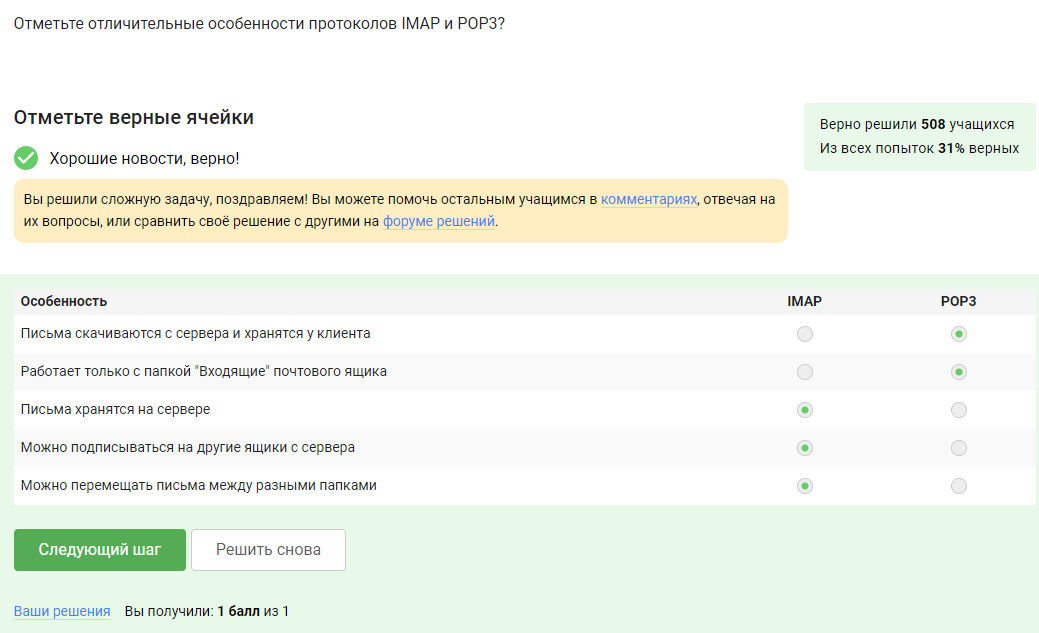 Отметьте отличительные особенности протоколов IMAP и POP3?
Отметьте верные ячейки
Хорошие новости, верно!
Верно решили 508 учащихся
Из всех попыток 31% верных
Вы решили сложную задачу, поздравляем! Вы можете помочь остальным учащимся в комментариях, отвечая на
их вопросы, или сравнить своё решение с другими на форуме решений.
Особенность IMAP POP3
Письма скачиваются с сервера и хранятся у клиента
Работает только с папкой "Входящие" почтового ящика
Письма хранятся на сервере
Можно подписываться на другие ящики с сервера
Можно перемещать письма между разными папками
Следующий шаг Решить снова
Ваши решения Вы получили: 1 балл из 1